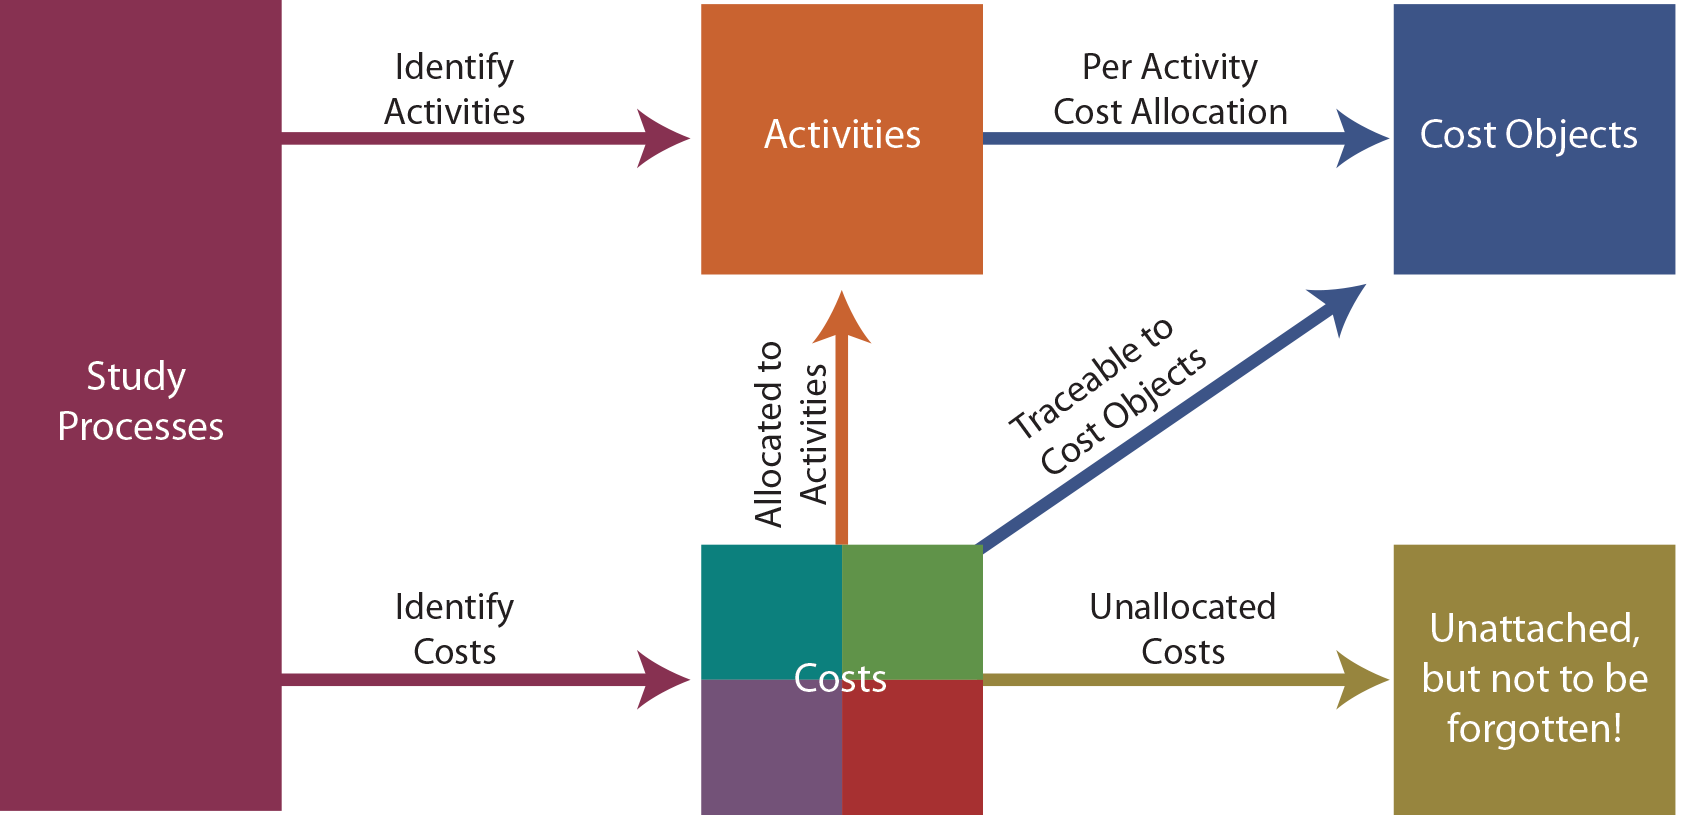 Identify
Activities
Activities
Per Activity
Cost Allocation
Cost Objects
Study
Processes
Allocated to
Activities
Traceable to
Cost Objects
Identify
Costs
Costs
Unallocated
Costs
Unattached,
but not to be
forgotten!